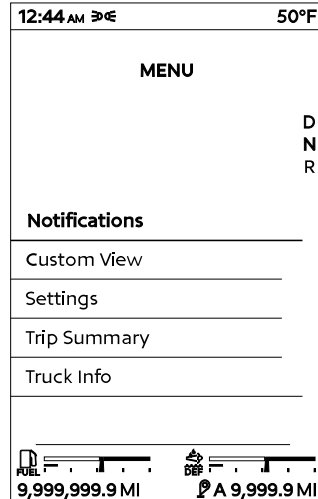 12:44 AM 50°F
MENU
D
N
R
Notifications
Custom View
Settings
Trip Summary
Truck Info
FUEL DEF
9,999,999.9 MI A 9,999.9 MI